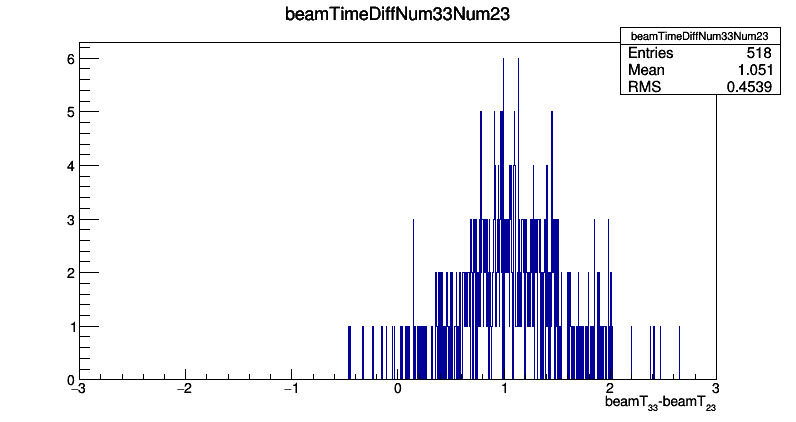 beamTimeDiffNum33Num23
beamTimeDiffNum33Num23
Entries 518
Mean 1.051
RMS 0.4539
6
5
4
3
2
1
0
−3 −2 −1 0 1 2 3
beamT33-beamT23